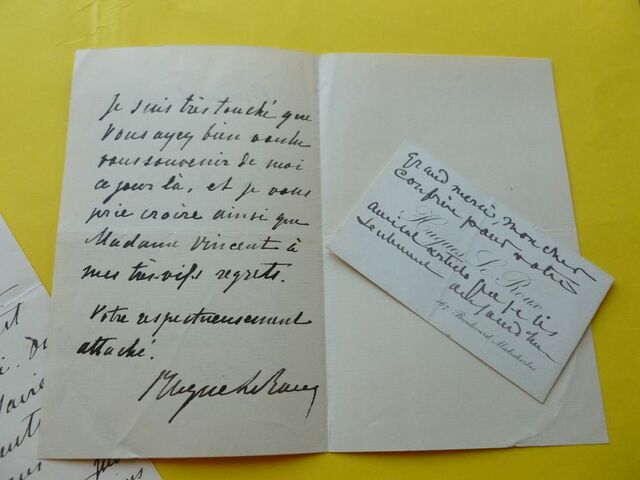 Je suis très touché que
vous ayez bien voulu
vous souvenir de moi
ce jour là, et je vous
prie croire ainsi que
Madame Vincent à
mes très-vifs regrets.
Votre respectueusement
attaché.
Hugues Le Roux
Grand merci, mon cher
confrère pour votre
Hugues Le Roux
amical article que je lis
seulement aujourd'hui
167, Boulevard Malesherbes